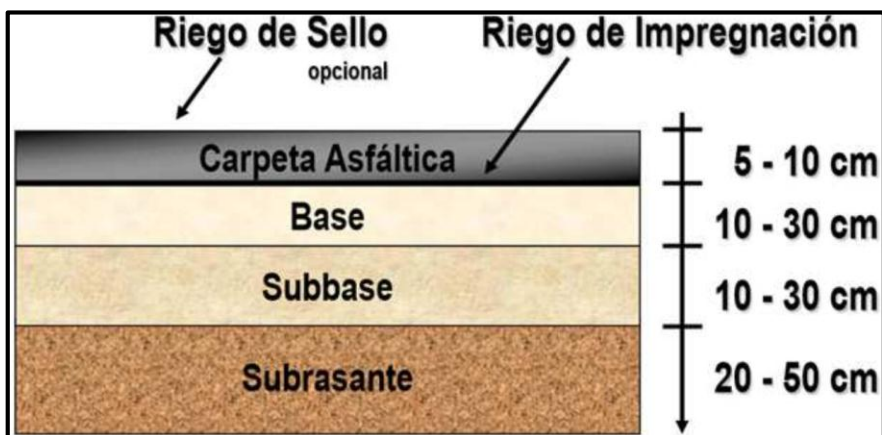 Riego de Sello
opcional
Riego de Impregnación
Carpeta Asfáltica
5 - 10 cm
Base
10 - 30 cm
Subbase
10 - 30 cm
Subrasante
20 - 50 cm